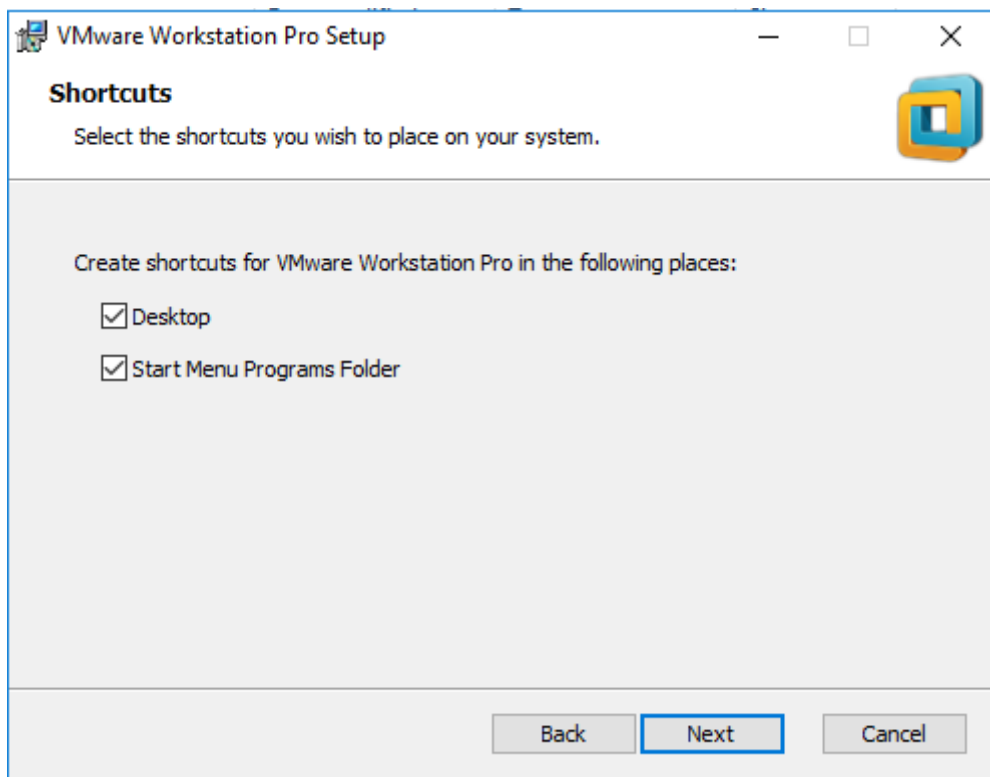 VMware Workstation Pro Setup
Shortcuts
Select the shortcuts you wish to place on your system.
Create shortcuts for VMware Workstation Pro in the following places:
Desktop
Start Menu Programs Folder
Back Next Cancel